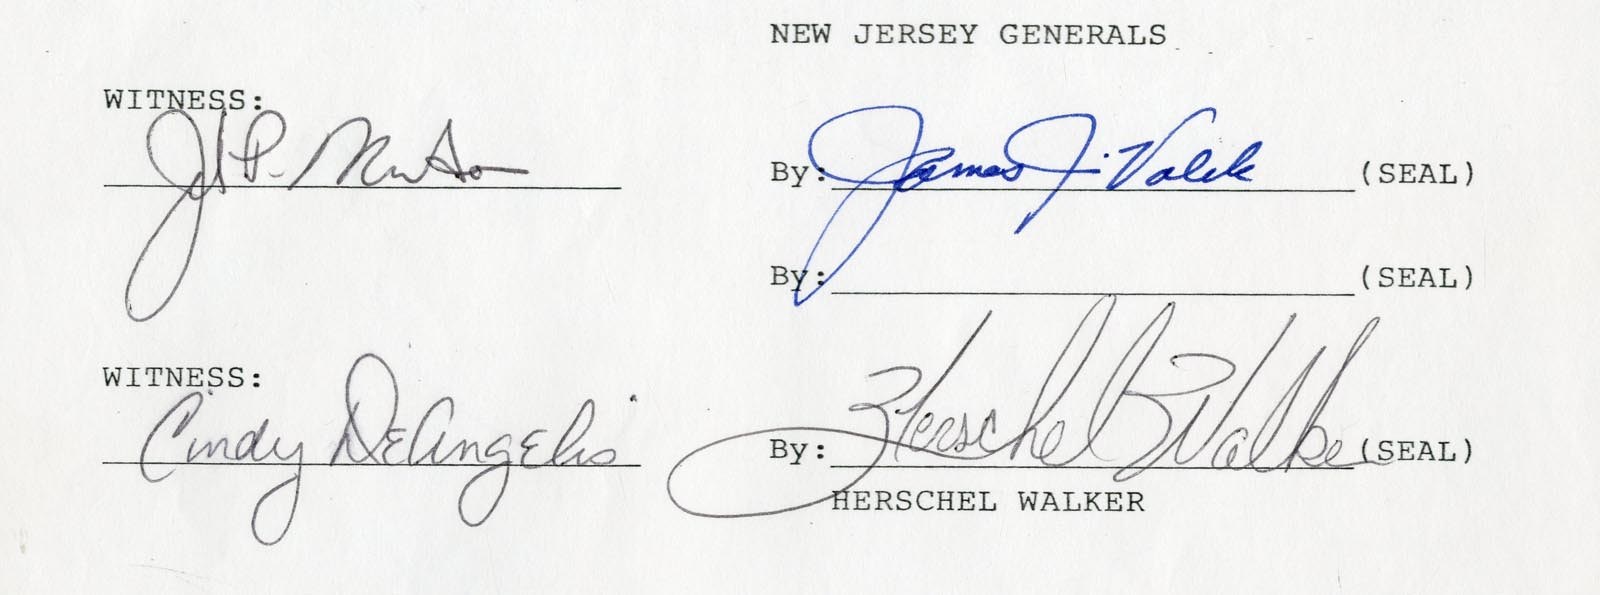 NEW JERSEY GENERALS
WITNESS:
By: James J. Valek (SEAL)
By: (SEAL)
WITNESS:
Cindy DeAngelis
By: Herschel Walker (SEAL)
HERSCHEL WALKER